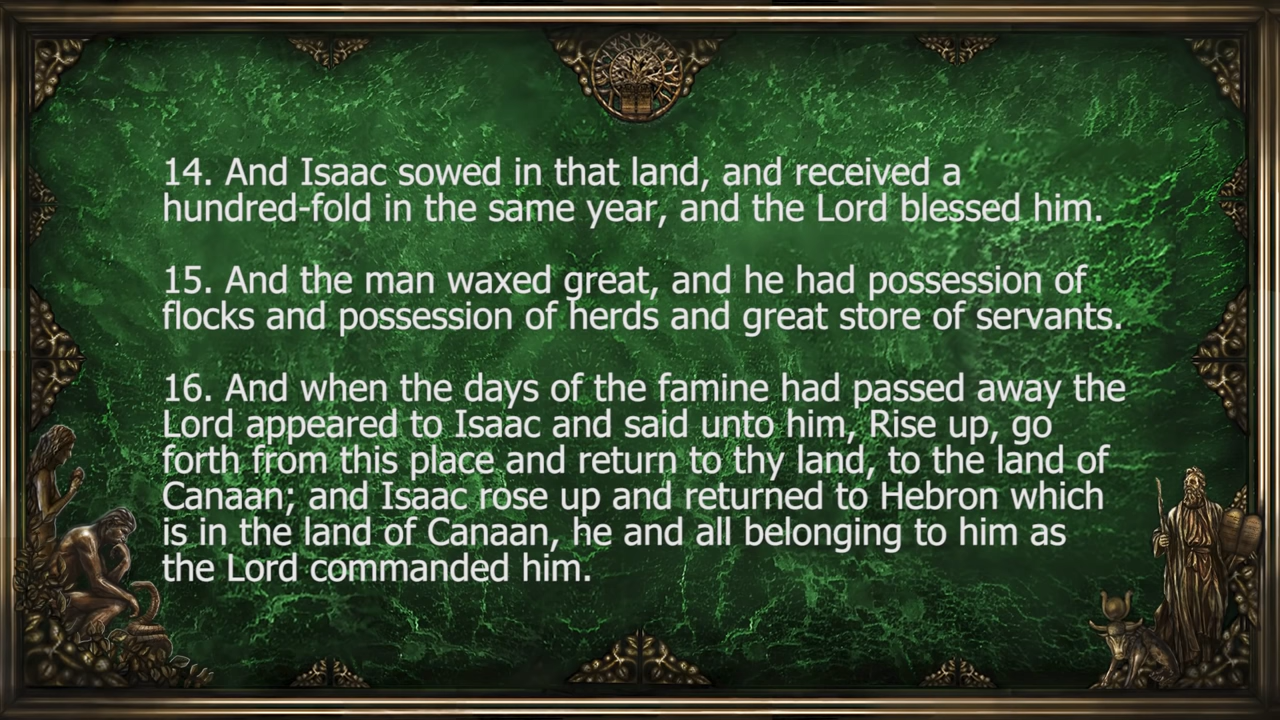 14. And Isaac sowed in that land, and received a
hundred-fold in the same year, and the Lord blessed him.
15. And the man waxed great, and he had possession of
flocks and possession of herds and great store of servants.
16. And when the days of the famine had passed away the
Lord appeared to Isaac and said unto him, Rise up, go
forth from this place and return to thy land, to the land of
Canaan; and Isaac rose up and returned to Hebron which
is in the land of Canaan, he and all belonging to him as
the Lord commanded him.